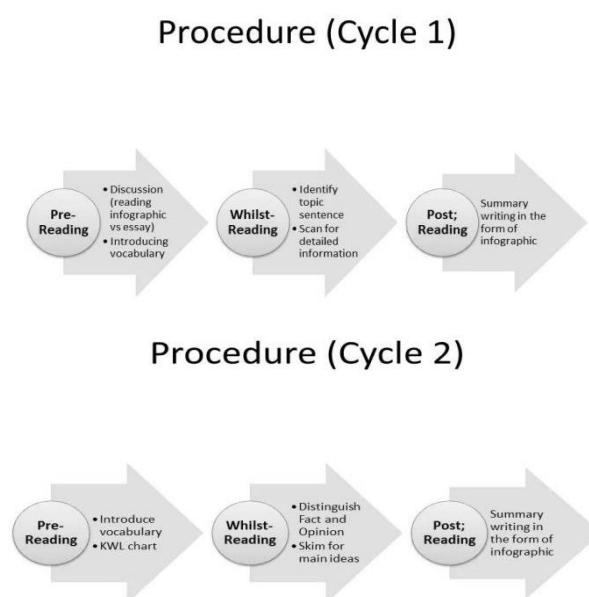 Procedure (Cycle 1)
Pre-
Reading
• Discussion
(reading
infographic
vs essay)
• Introducing
vocabulary
Whilst-
Reading
• Identify
topic
sentence
• Scan for
detailed
information
Post;
Reading
Summary
writing in the
form of
infographic
Procedure (Cycle 2)
Pre-
Reading
• Introduce
vocabulary
• KWL chart
Whilst-
Reading
• Distinguish
Fact and
Opinion
• Skim for
main ideas
Post;
Reading
Summary
writing in
the form of
infographic